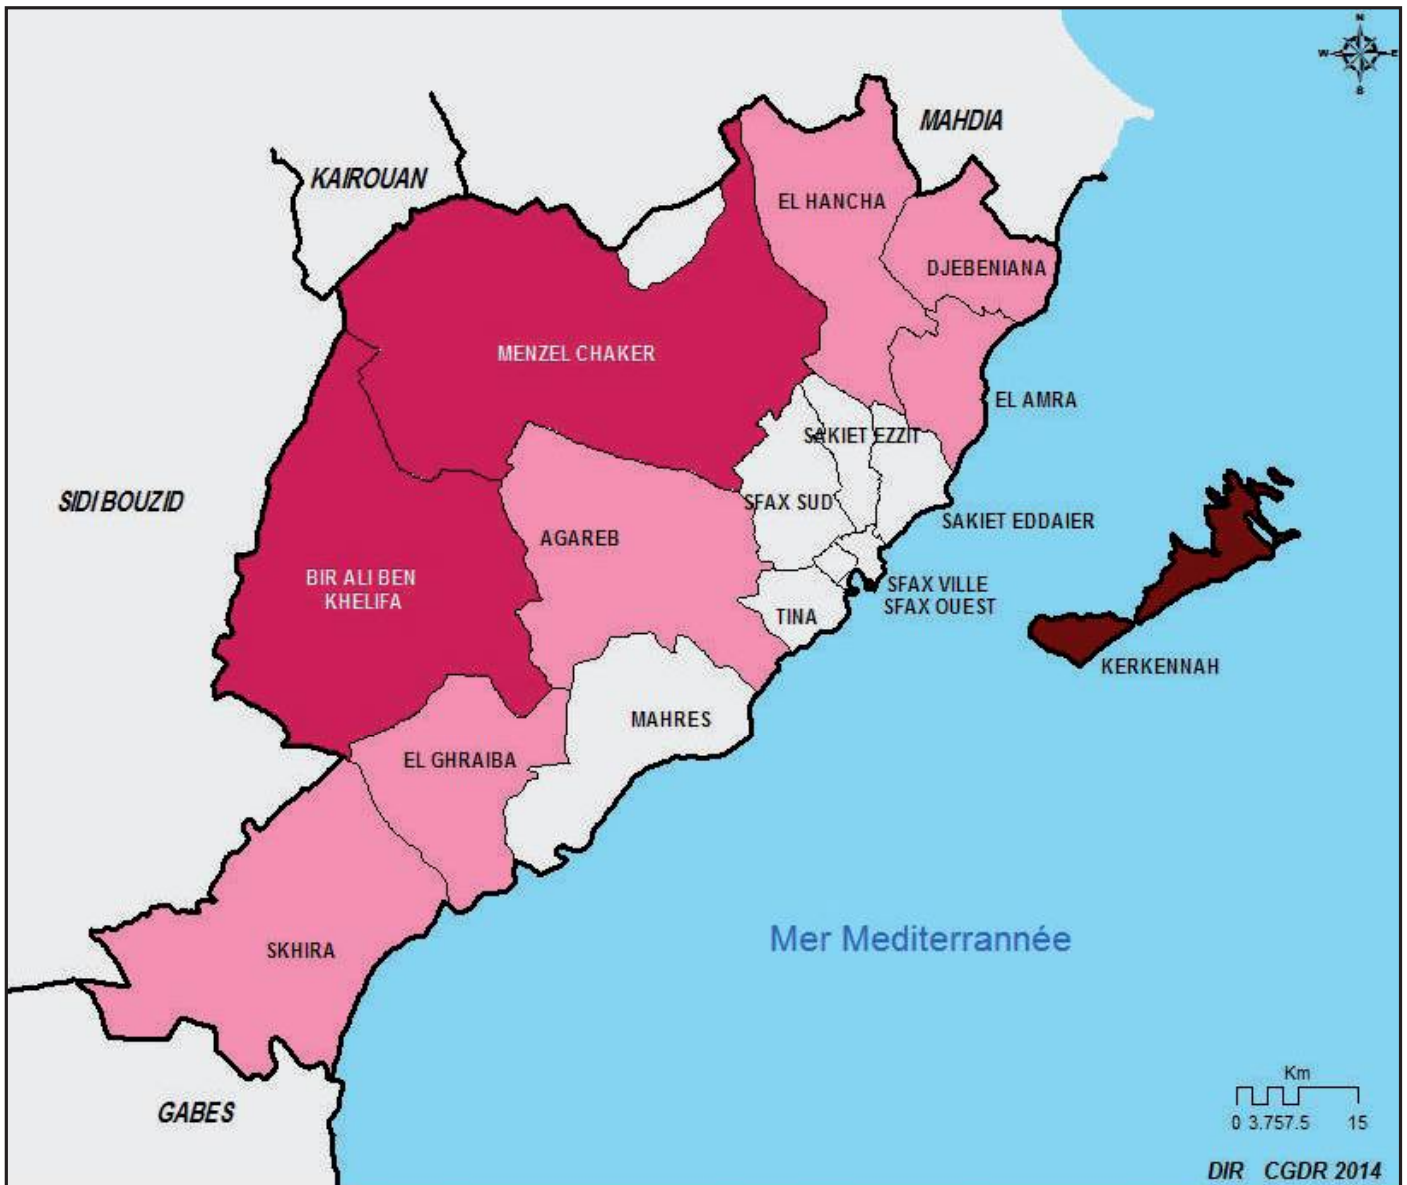 N
W E
S
MAHDIA
KAIROUAN
EL HANCHA
DJEBENIANA
MENZEL CHAKER
EL AMRA
SAKIET EZZIT
SIDI BOUZID
SFAX SUD
SAKIET EDDAIER
AGAREB
BIR ALI BEN
KHELIFA
SFAX VILLE
SFAX OUEST
TINA
KERKENNAH
MAHRES
EL GHRAIBA
Mer Mediterrannée
SKHIRA
Km
0 3.757.5 15
GABES
DIR CGDR 2014